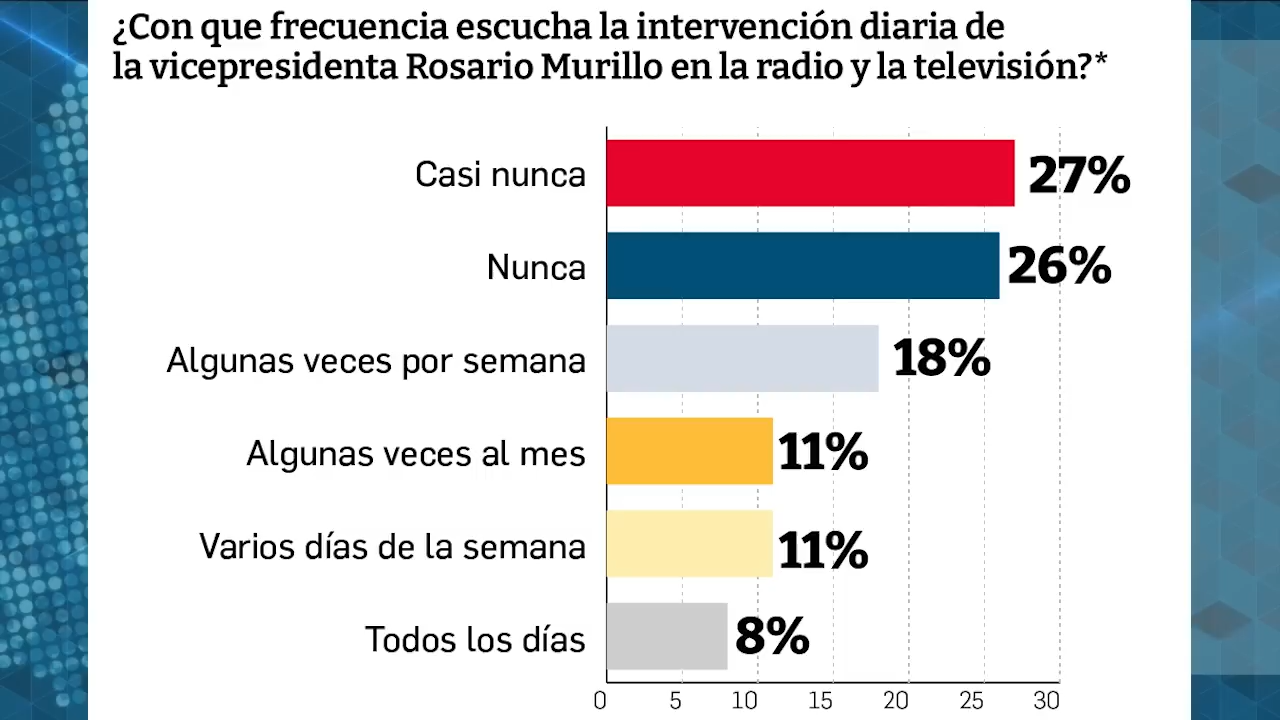 ¿Con que frecuencia escucha la intervención diaria de
la vicepresidenta Rosario Murillo en la radio y la televisión?*
Casi nunca 27%
Nunca 26%
Algunas veces por semana 18%
Algunas veces al mes 11%
Varios días de la semana 11%
Todos los días 8%
0 5 10 15 20 25 30